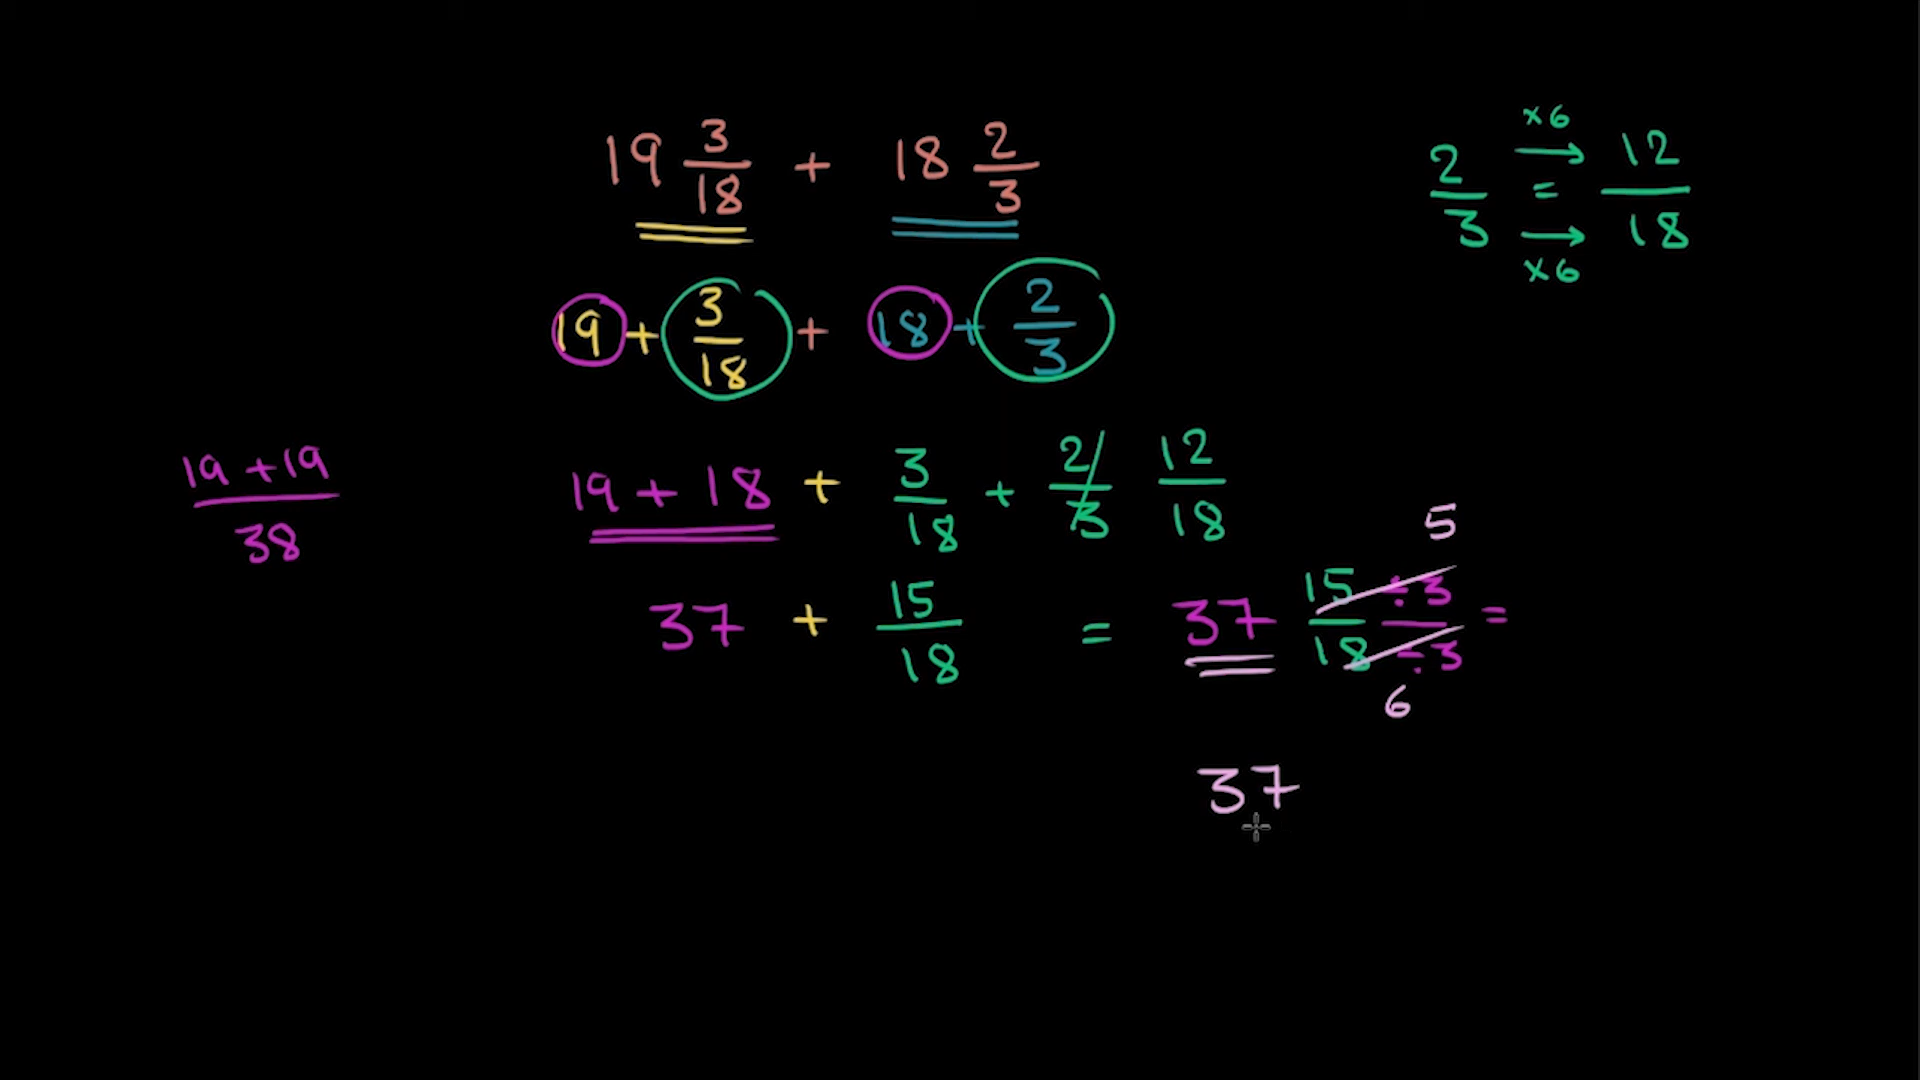 19 3/18 + 18 2/3
2/3 = 12/18
×6
×6
19 + 3/18 + 18 + 2/3
19 + 19
38
19 + 18 + 3/18 + 2/3 12/18
37 + 15/18 = 37 15 ÷3 / 18 ÷3 =
5
6
37